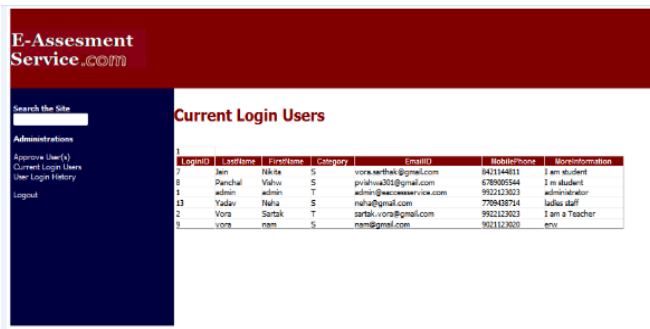 E-Assesment
Service.com
Search the Site
Administrations
Approve User(s)
Current Login Users
User Login History
Logout
Current Login Users
1
LoginID LastName FirstName Category EmailID MobilePhone MoreInformation
7 Jain Nikita S vora.sarthak@gmail.com 8421144811 I am student
8 Panchal Vishw S pvishwa301@gmail.com 6789005544 I m student
1 admin admin T admin@eaccessservice.com 9922123023 administrator
13 Yadav Neha S neha@gmail.com 7709438714 ladies staff
2 Vora Sartak T sartak.vora@gmail.com 9922123023 I am a Teacher
9 vora nam S nam@gmail.com 9021123020 erw